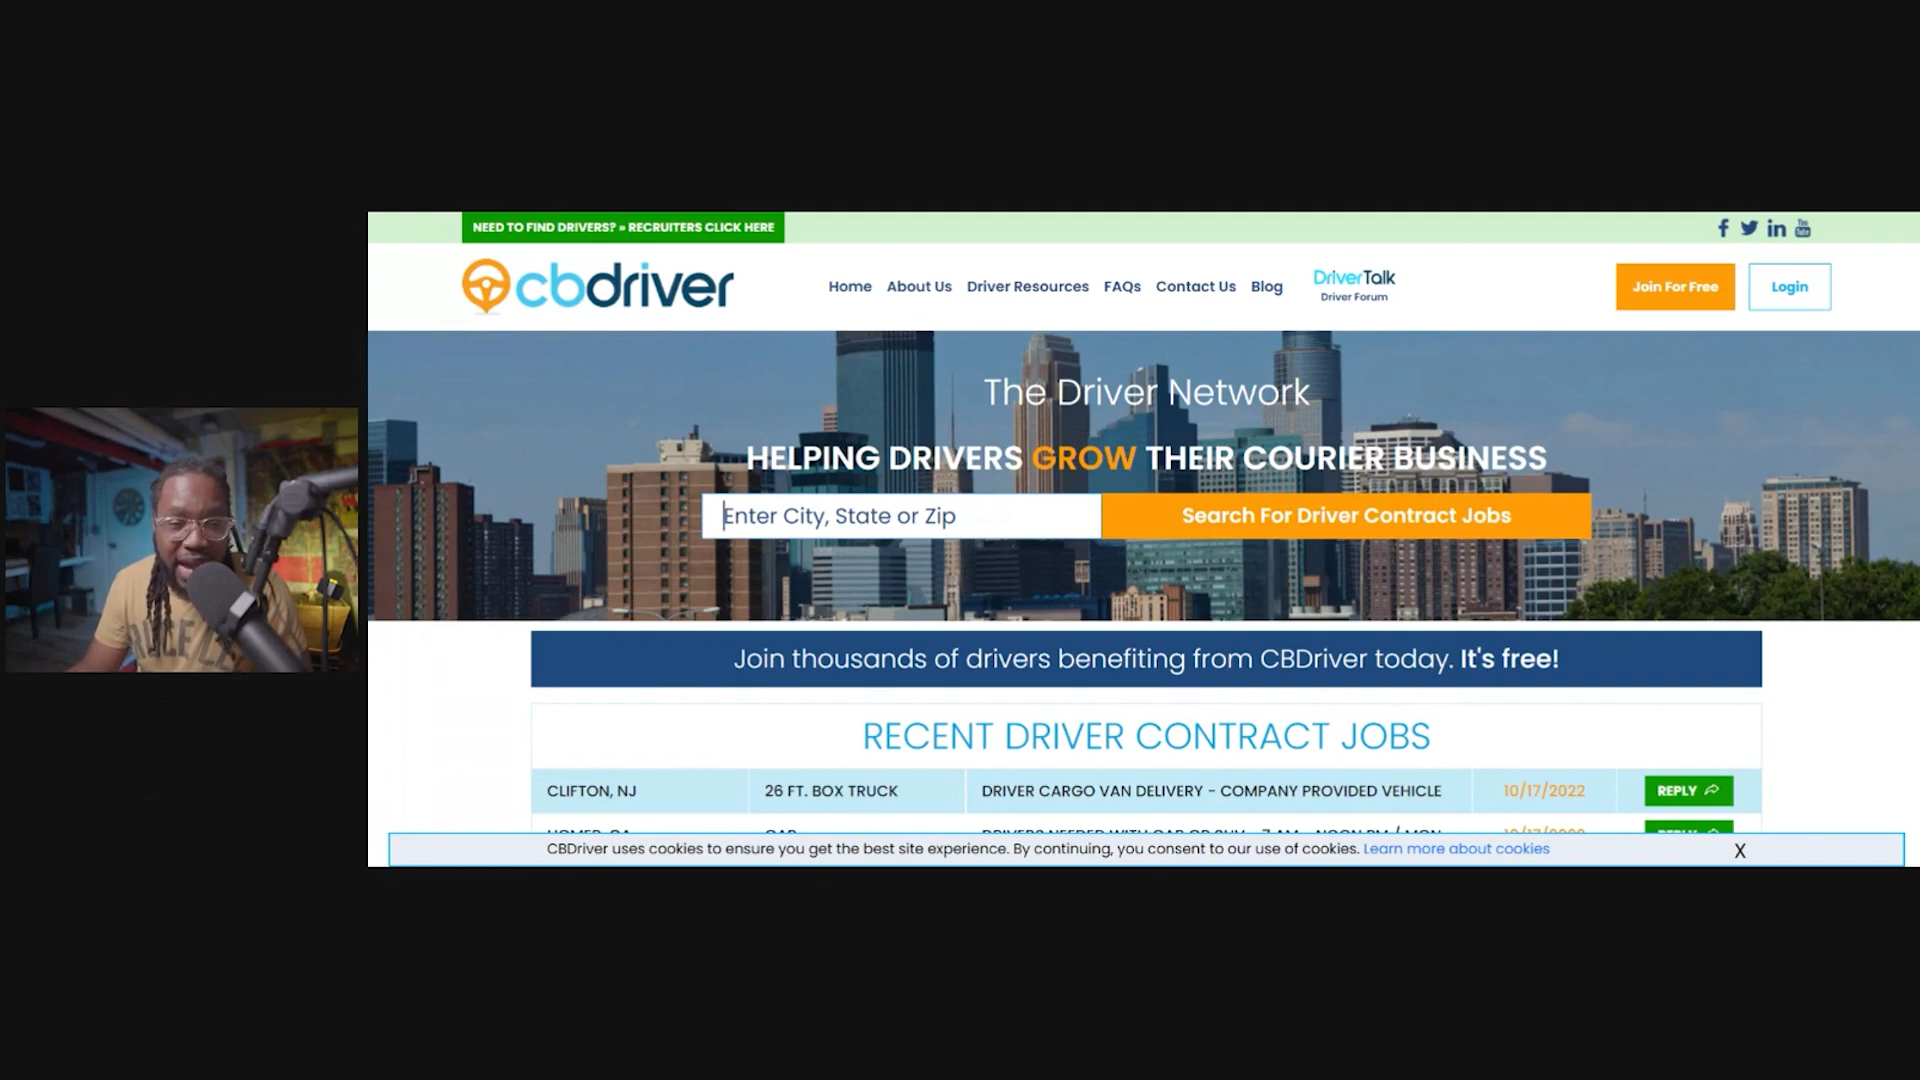 NEED TO FIND DRIVERS? » RECRUITERS CLICK HERE
cbdriver
Home About Us Driver Resources FAQs Contact Us Blog
DriverTalk
Driver Forum
Join For Free
Login
The Driver Network
HELPING DRIVERS GROW THEIR COURIER BUSINESS
Enter City, State or Zip
Search For Driver Contract Jobs
Join thousands of drivers benefiting from CBDriver today. It's free!
RECENT DRIVER CONTRACT JOBS
CLIFTON, NJ 26 FT. BOX TRUCK DRIVER CARGO VAN DELIVERY - COMPANY PROVIDED VEHICLE 10/17/2022 REPLY
CBDriver uses cookies to ensure you get the best site experience. By continuing, you consent to our use of cookies. Learn more about cookies X